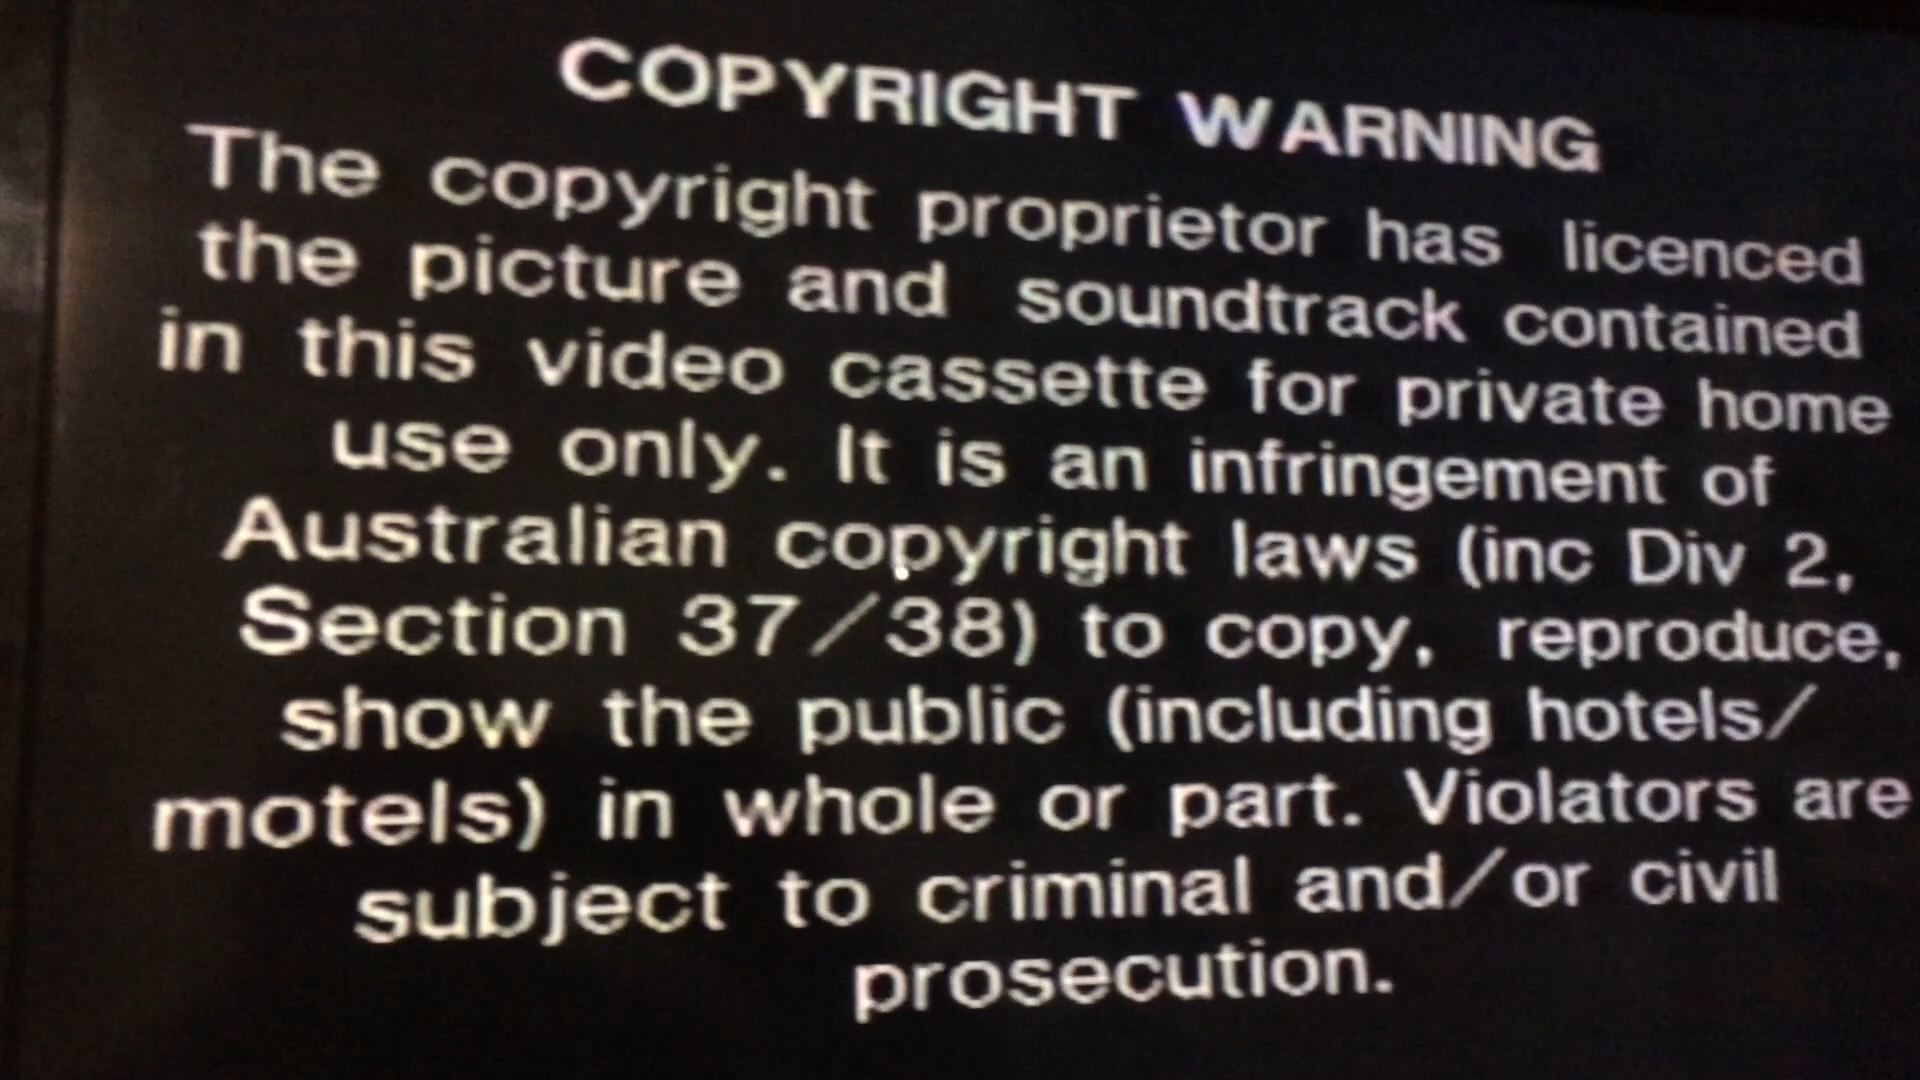 COPYRIGHT WARNING
The copyright proprietor has licenced
the picture and soundtrack contained
in this video cassette for private home
use only. It is an infringement of
Australian copyright laws (inc Div 2,
Section 37/38) to copy, reproduce,
show the public (including hotels/
motels) in whole or part. Violators are
subject to criminal and/or civil
prosecution.